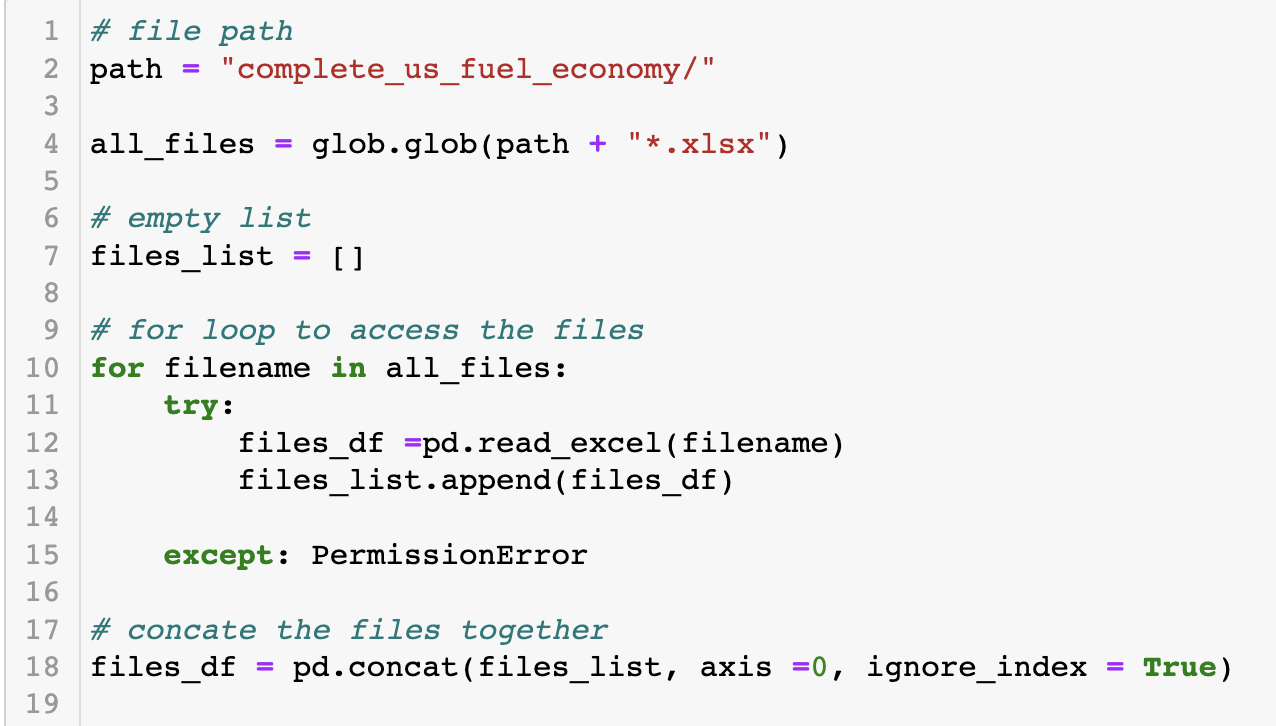 1 # file path
2 path = "complete_us_fuel_economy/"
3
4 all_files = glob.glob(path + "*.xlsx")
5
6 # empty list
7 files_list = []
8
9 # for loop to access the files
10 for filename in all_files:
11     try:
12         files_df =pd.read_excel(filename)
13         files_list.append(files_df)
14
15     except: PermissionError
16
17 # concate the files together
18 files_df = pd.concat(files_list, axis =0, ignore_index = True)
19